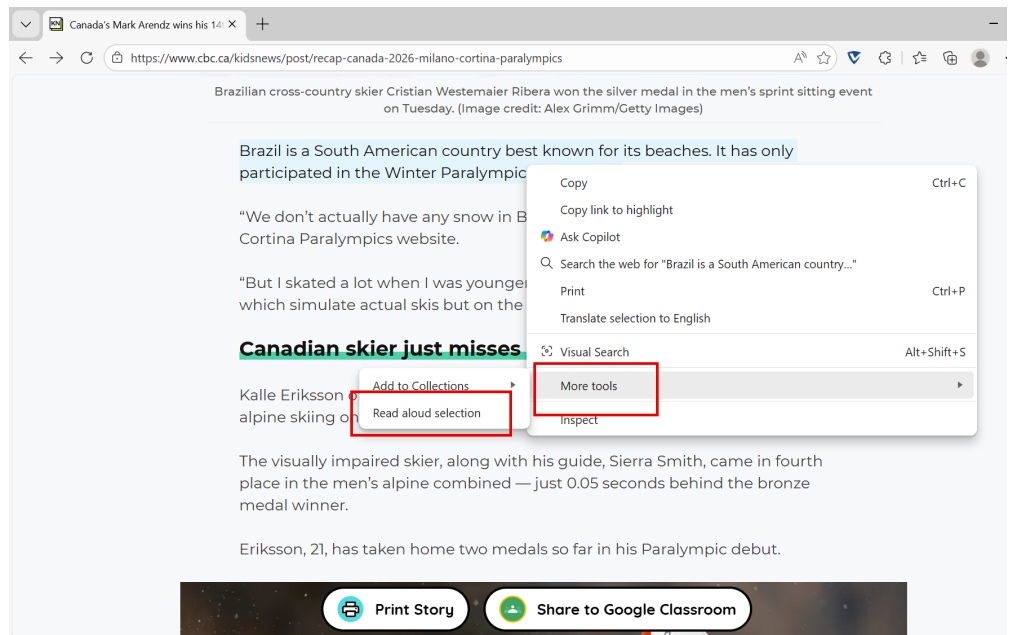 Canada's Mark Arendz wins his 14
https://www.cbc.ca/kidsnews/post/recap-canada-2026-milano-cortina-paralympics
Brazilian cross-country skier Cristian Westemaier Ribera won the silver medal in the men's sprint sitting event
on Tuesday. (Image credit: Alex Grimm/Getty Images)
Brazil is a South American country best known for its beaches. It has only
participated in the Winter Paralympic
“We don't actually have any snow in B
Cortina Paralympics website.
“But I skated a lot when I was younger
which simulate actual skis but on the
Canadian skier just misses
Kalle Eriksson
alpine skiing on
The visually impaired skier, along with his guide, Sierra Smith, came in fourth
place in the men's alpine combined — just 0.05 seconds behind the bronze
medal winner.
Eriksson, 21, has taken home two medals so far in his Paralympic debut.
Print Story
Share to Google Classroom
Copy Ctrl+C
Copy link to highlight
Ask Copilot
Search the web for "Brazil is a South American country..."
Print Ctrl+P
Translate selection to English
Visual Search Alt+Shift+S
More tools
Inspect
Add to Collections
Read aloud selection